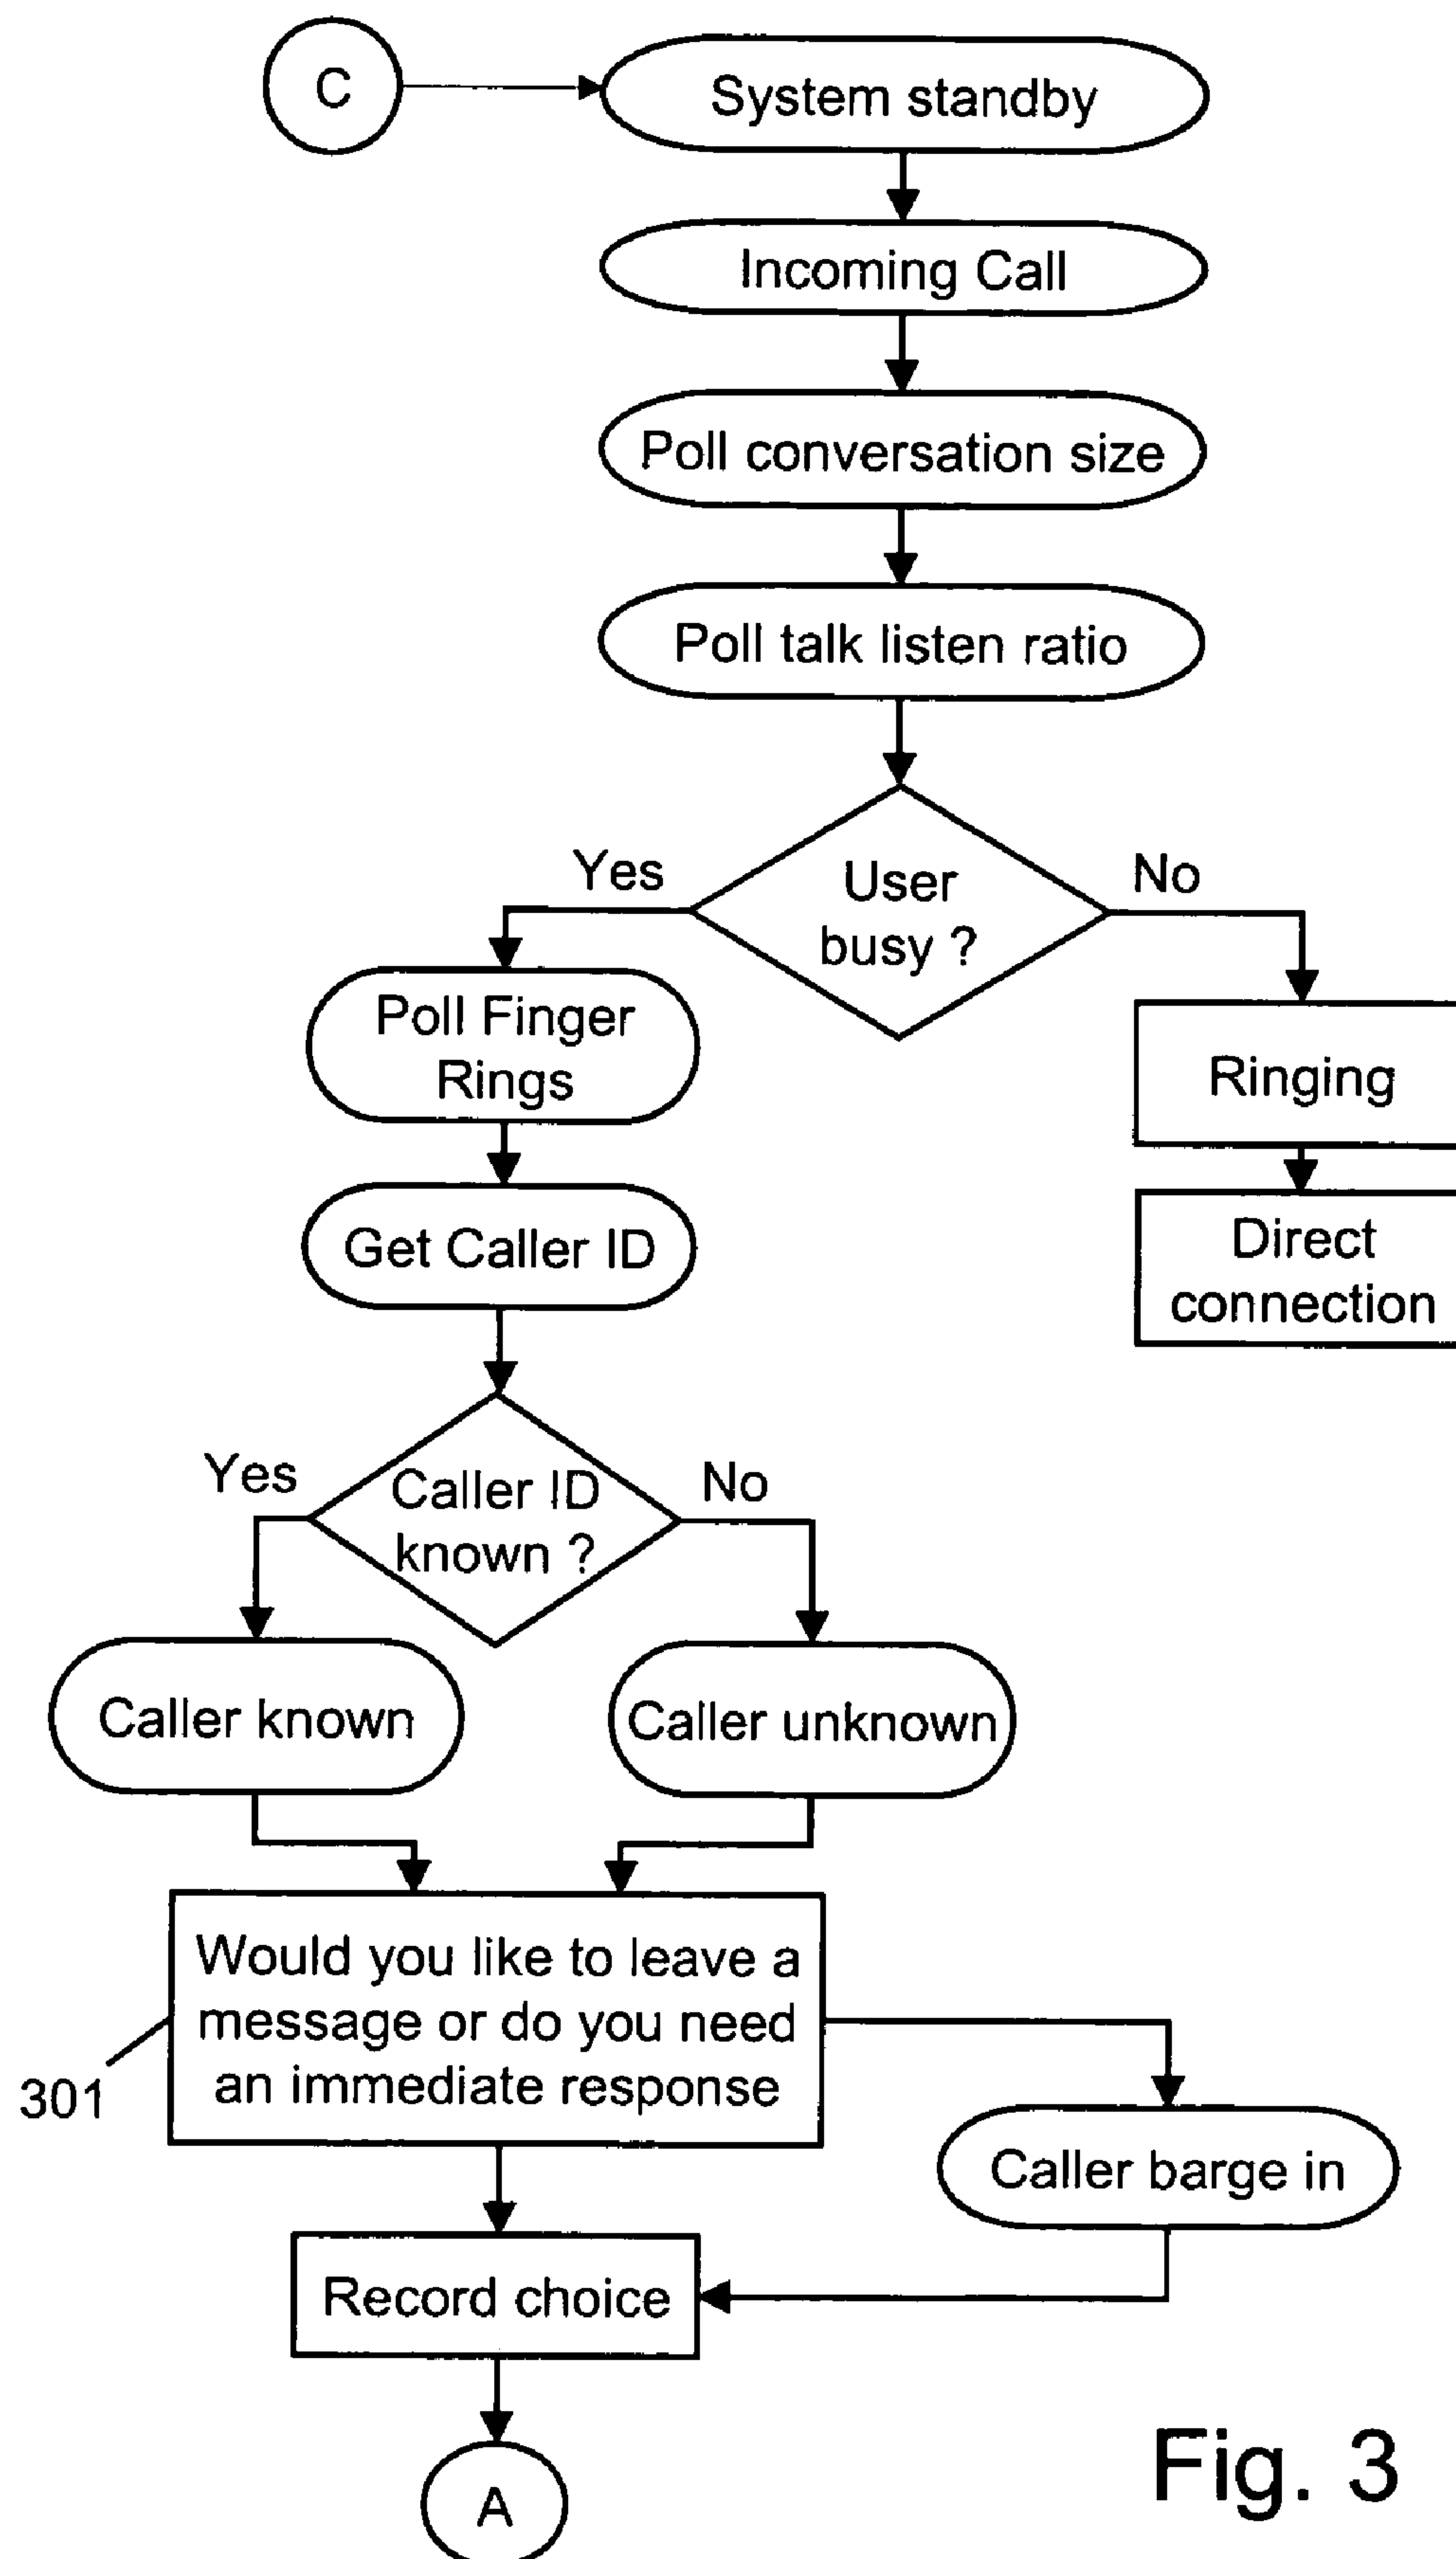 C
System standby
Incoming Call
Poll conversation size
Poll talk listen ratio
User
busy ?
Yes
No
Poll Finger
Rings
Ringing
Get Caller ID
Direct
connection
Caller ID
known ?
Yes
No
Caller known
Caller unknown
Would you like to leave a
message or do you need
an immediate response
301
Caller barge in
Record choice
A
Fig. 3